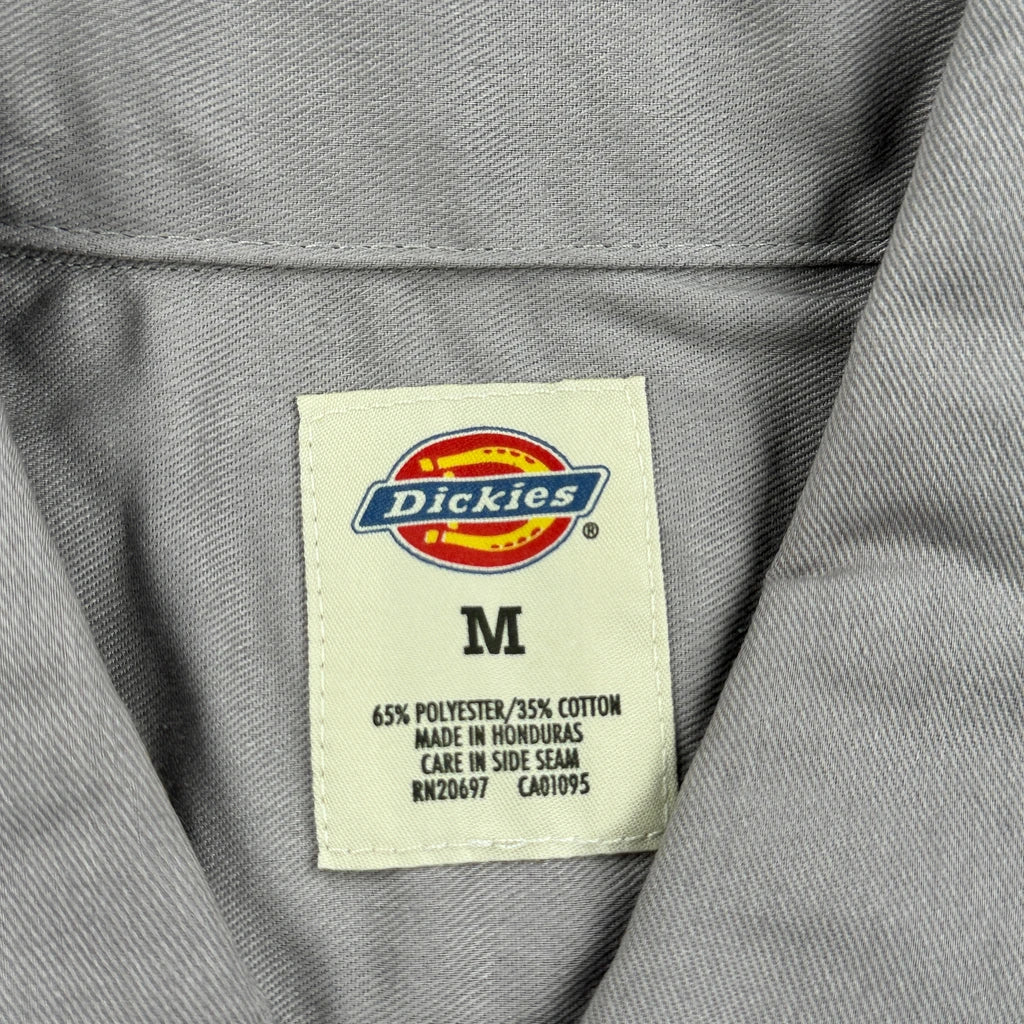 Dickies®
M
65% POLYESTER/35% COTTON
MADE IN HONDURAS
CARE IN SIDE SEAM
RN20697 CA01095